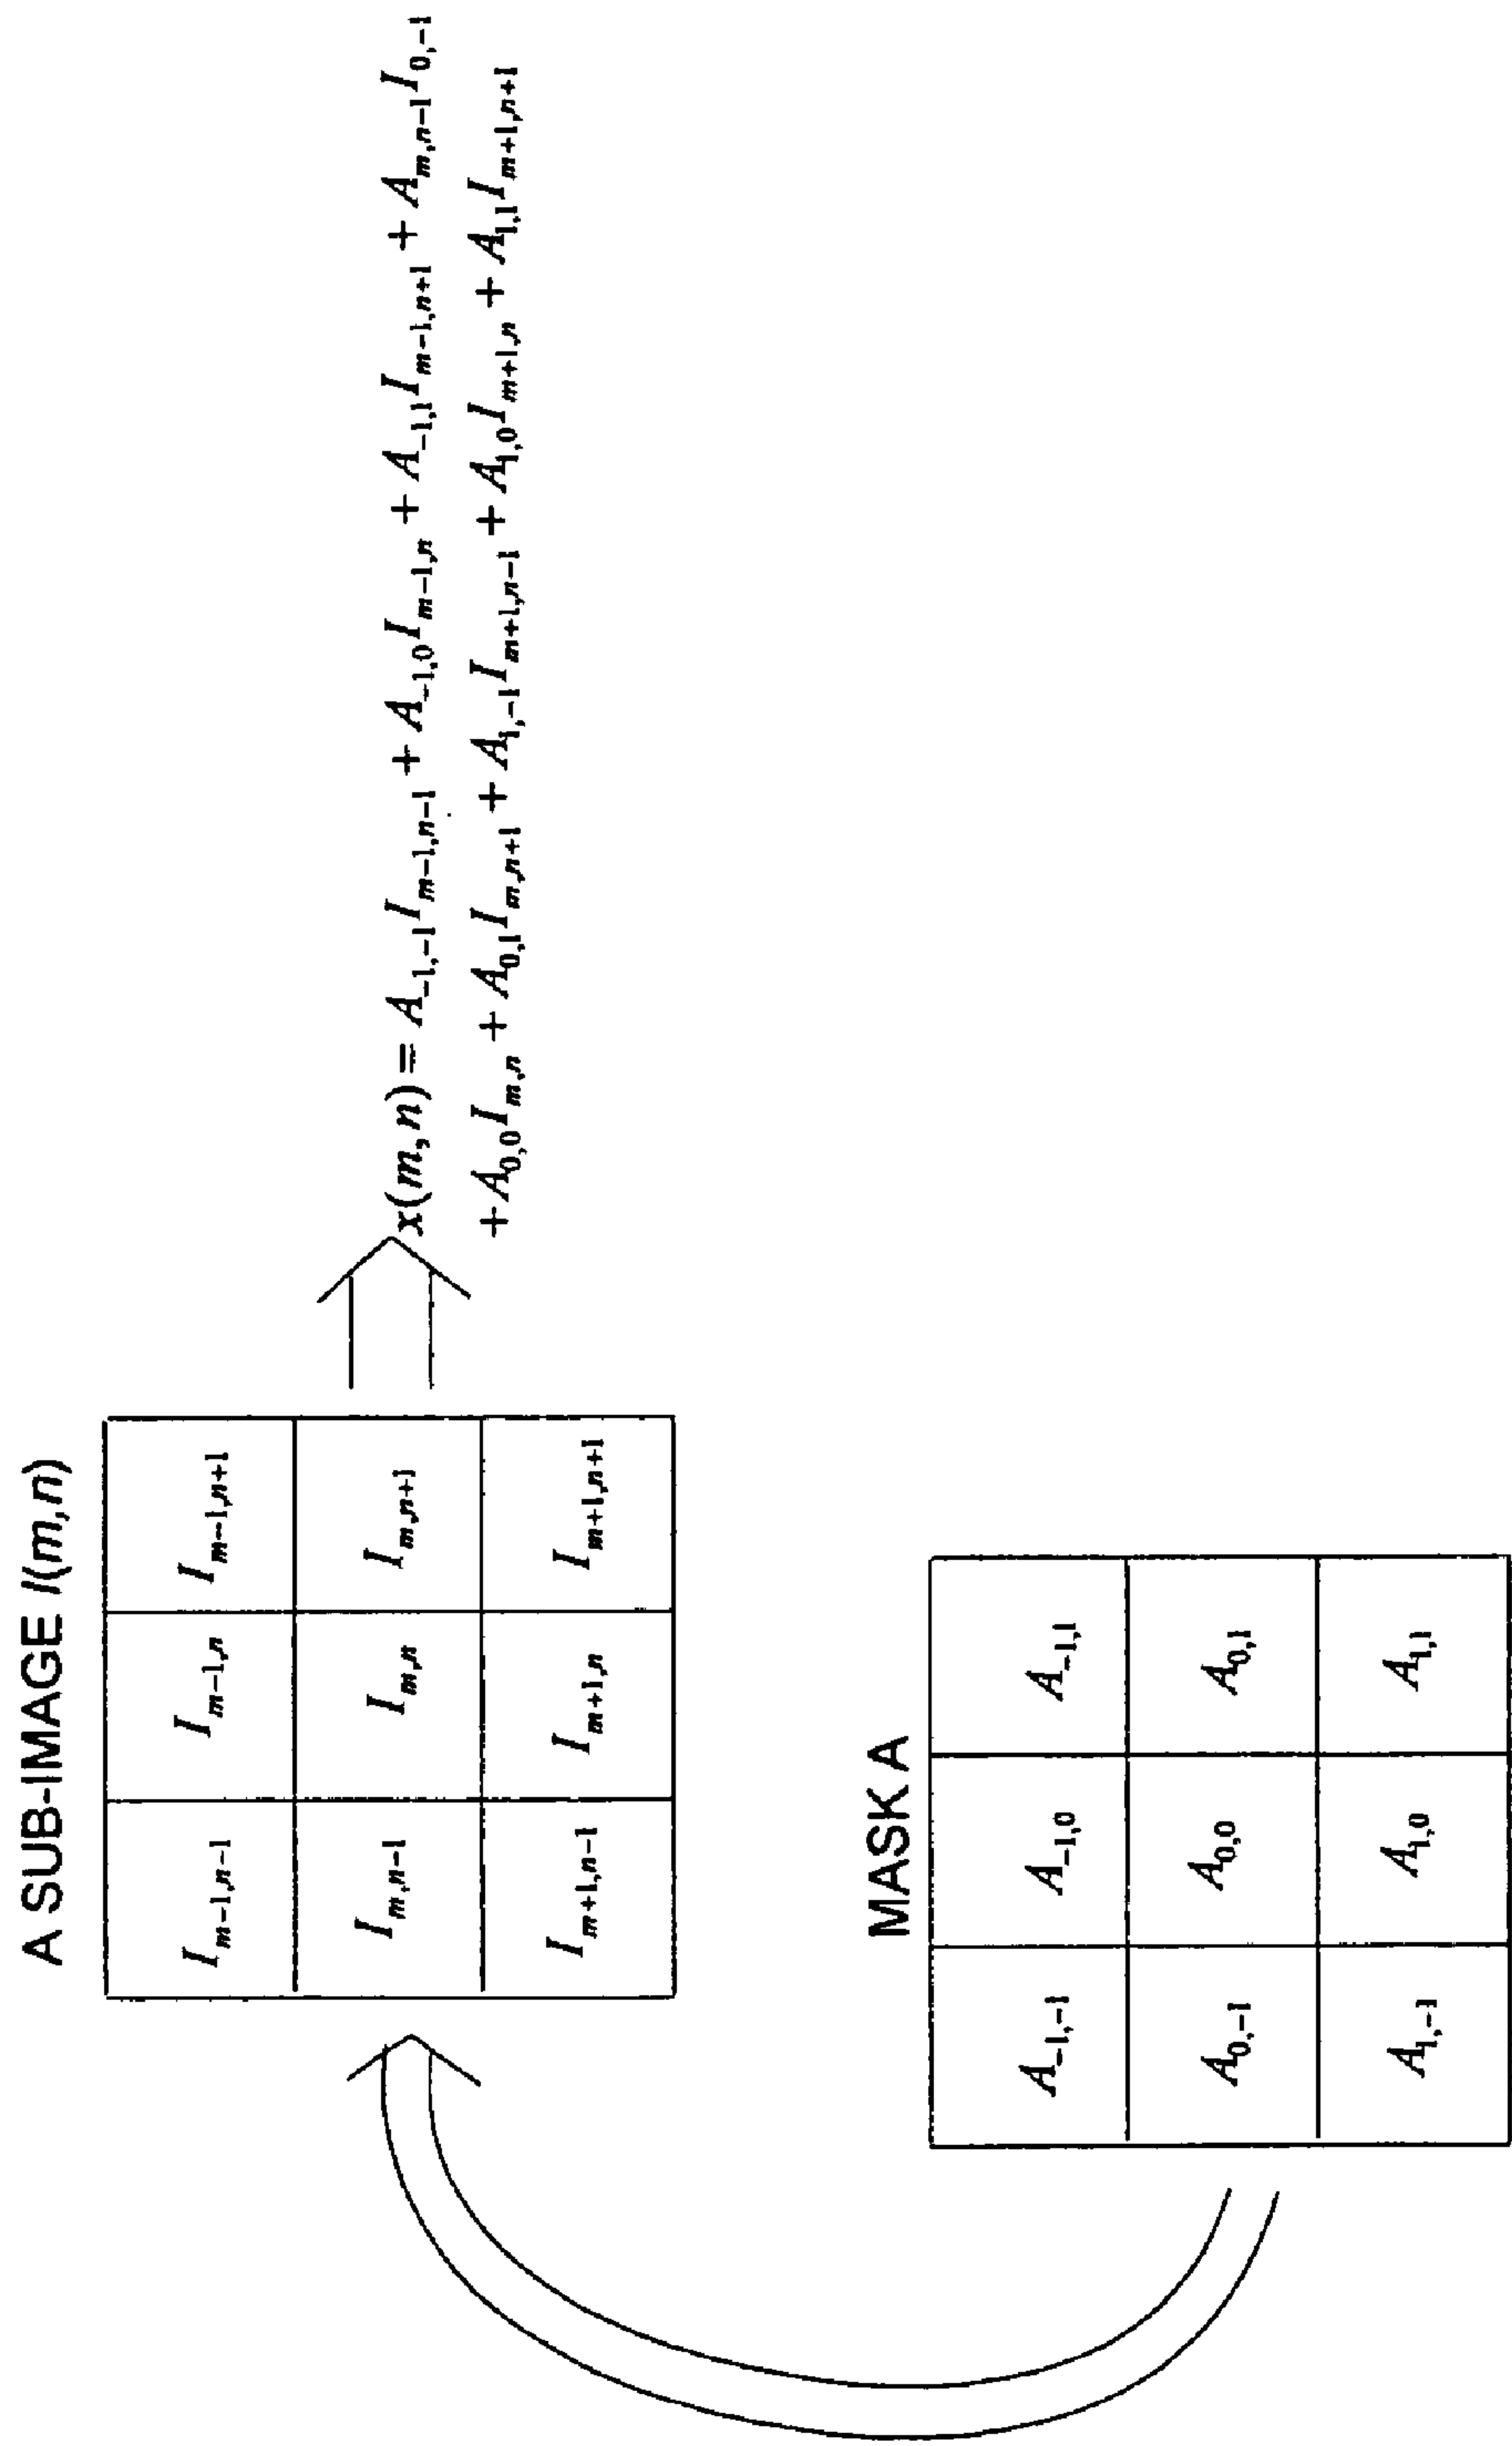 A SUB-IMAGE I(m,n)
I_{m−1,n−1} I_{m−1,n} I_{m−1,n+1}
I_{m,n−1} I_{m,n} I_{m,n+1}
I_{m+1,n−1} I_{m+1,n} I_{m+1,n+1}
x(m,n) = A_{−1,−1}I_{m−1,n−1} + A_{−1,0}I_{m−1,n} + A_{−1,1}I_{m−1,n+1} + A_{m,n−1}I_{0,−1}
+ A_{0,0}I_{m,n} + A_{0,1}I_{m,n+1} + A_{1,−1}I_{m+1,n−1} + A_{1,0}I_{m+1,n} + A_{1,1}I_{m+1,n+1}
MASK A
A_{−1,−1} A_{−1,0} A_{−1,1}
A_{0,−1} A_{0,0} A_{0,1}
A_{1,−1} A_{1,0} A_{1,1}